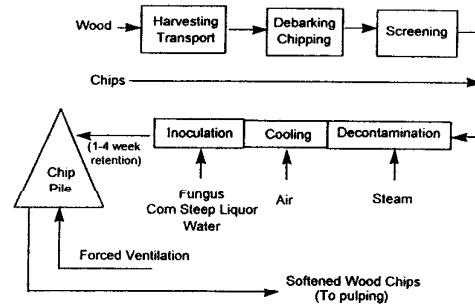 Wood
Harvesting
Transport
Debarking
Chipping
Screening
Chips
Inoculation
Cooling
Decontamination
(1-4 week
retention)
Chip
Pile
Fungus
Corn Steep Liquor
Water
Air
Steam
Forced Ventilation
Softened Wood Chips
(To pulping)